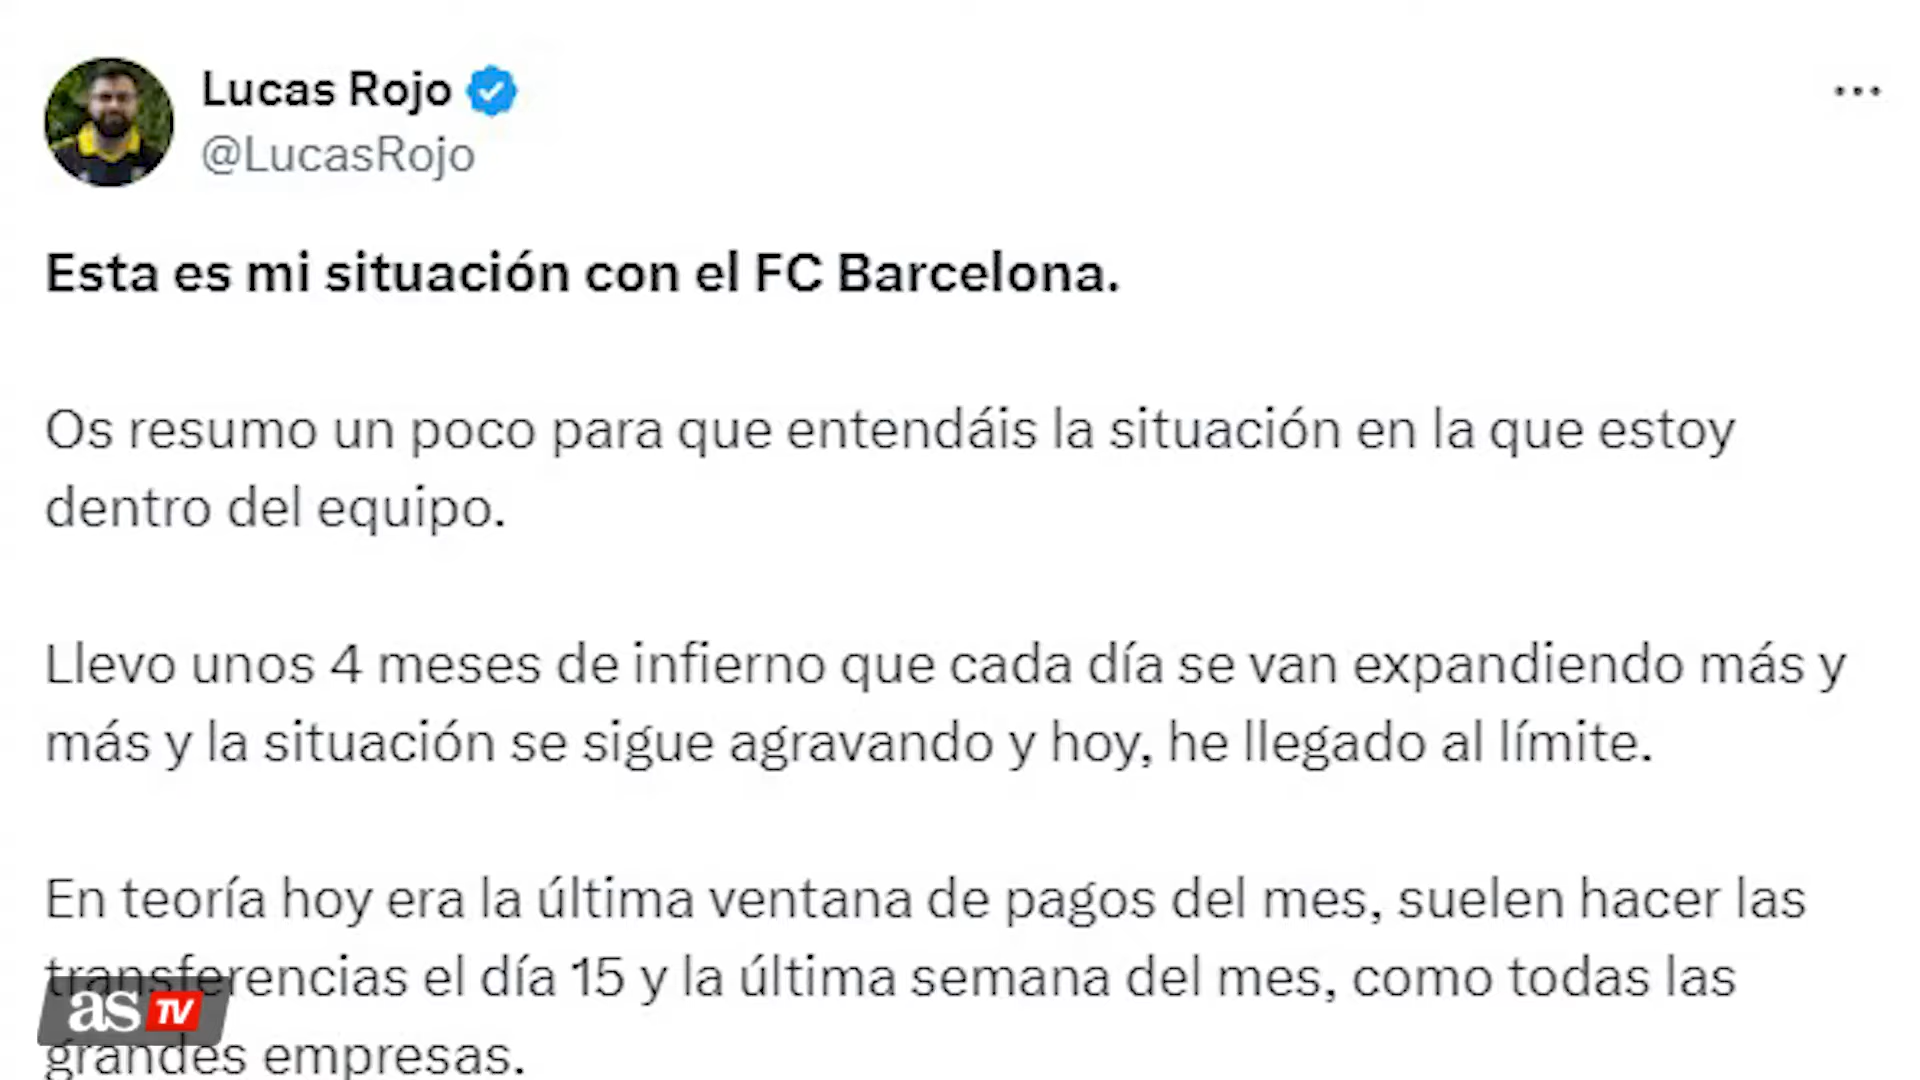 Lucas Rojo
@LucasRojo
Esta es mi situación con el FC Barcelona.
Os resumo un poco para que entendáis la situación en la que estoy
dentro del equipo.
Llevo unos 4 meses de infierno que cada día se van expandiendo más y
más y la situación se sigue agravando y hoy, he llegado al límite.
En teoría hoy era la última ventana de pagos del mes, suelen hacer las
transferencias el día 15 y la última semana del mes, como todas las
as TV
grandes empresas.